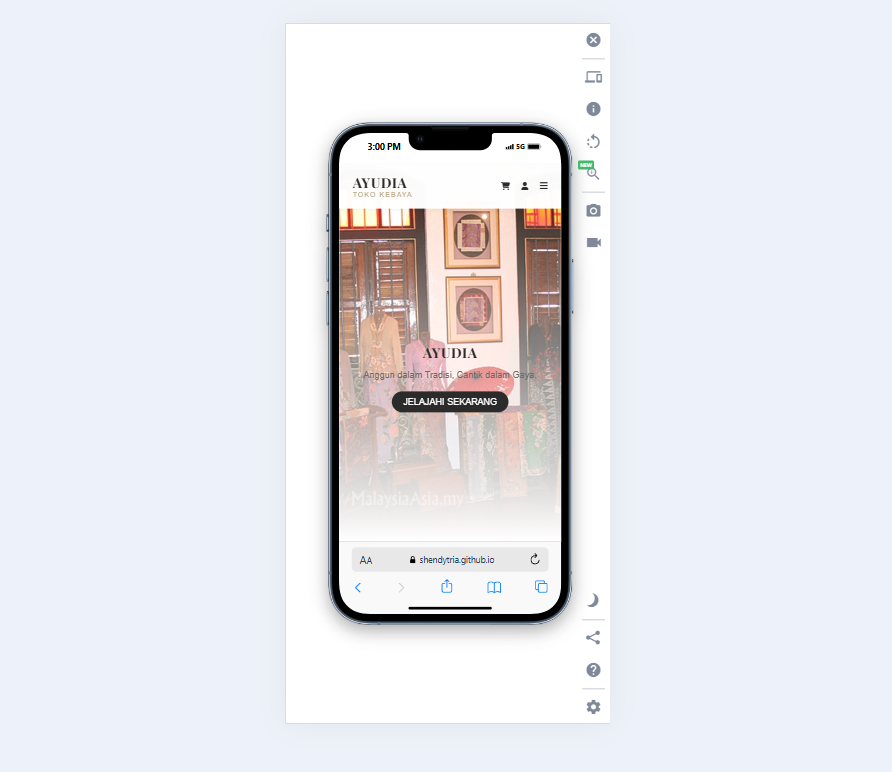 3:00 PM
5G
NEW
AYUDIA
TOKO KEBAYA
AYUDIA
Anggun dalam Tradisi, Cantik dalam Gaya.
JELAJAHI SEKARANG
MalaysiaAsia.my
AA
shendytria.github.io